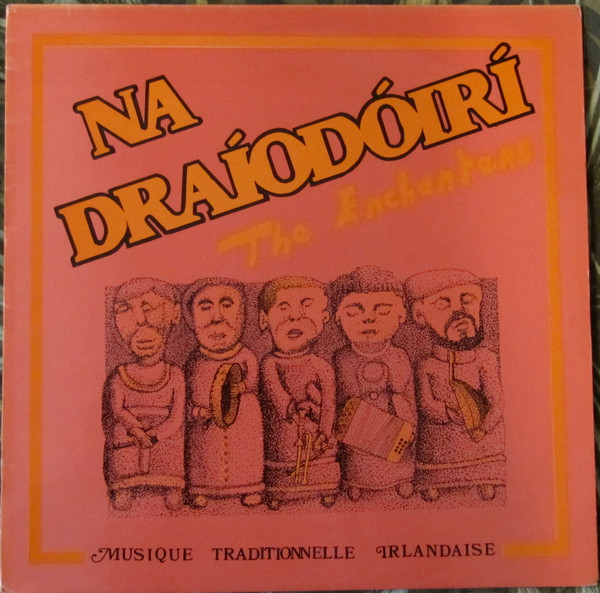 NA
DRAÍODÓIRÍ
The Enchanters
MUSIQUE TRADITIONNELLE IRLANDAISE